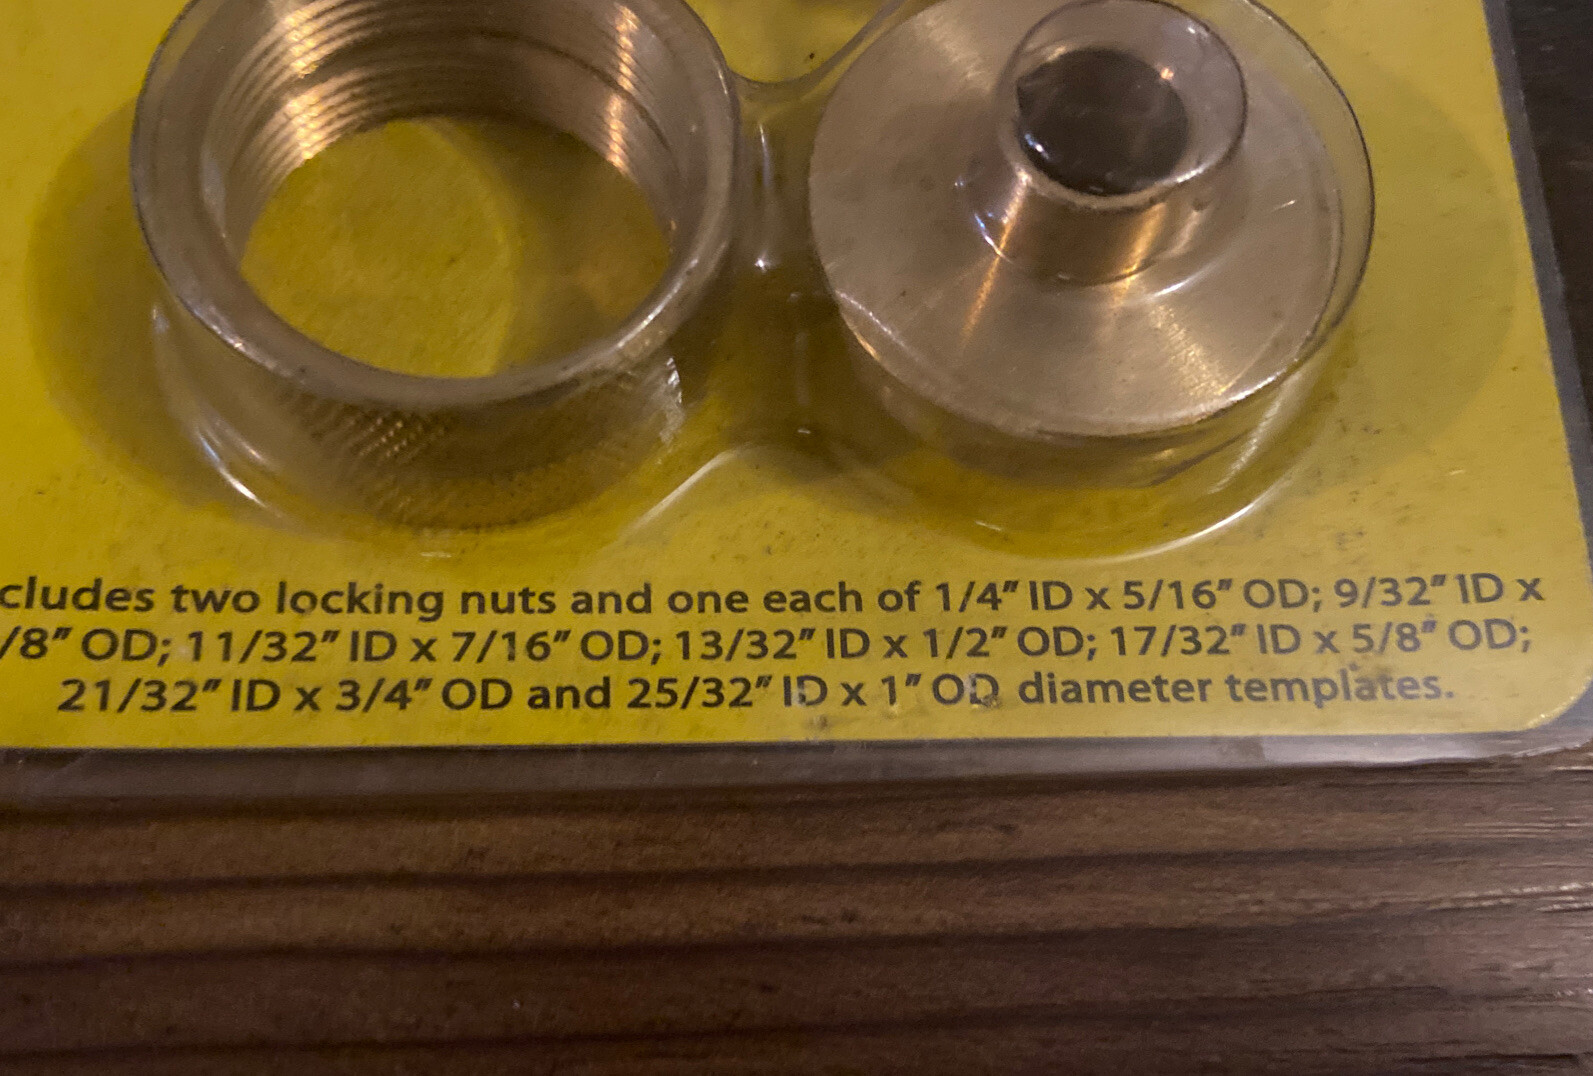 cludes two locking nuts and one each of 1/4″ ID x 5/16″ OD; 9/32″ ID x
/8″ OD; 11/32″ ID x 7/16″ OD; 13/32″ ID x 1/2″ OD; 17/32″ ID x 5/8″ OD;
21/32″ ID x 3/4″ OD and 25/32″ ID x 1″ OD diameter templates.